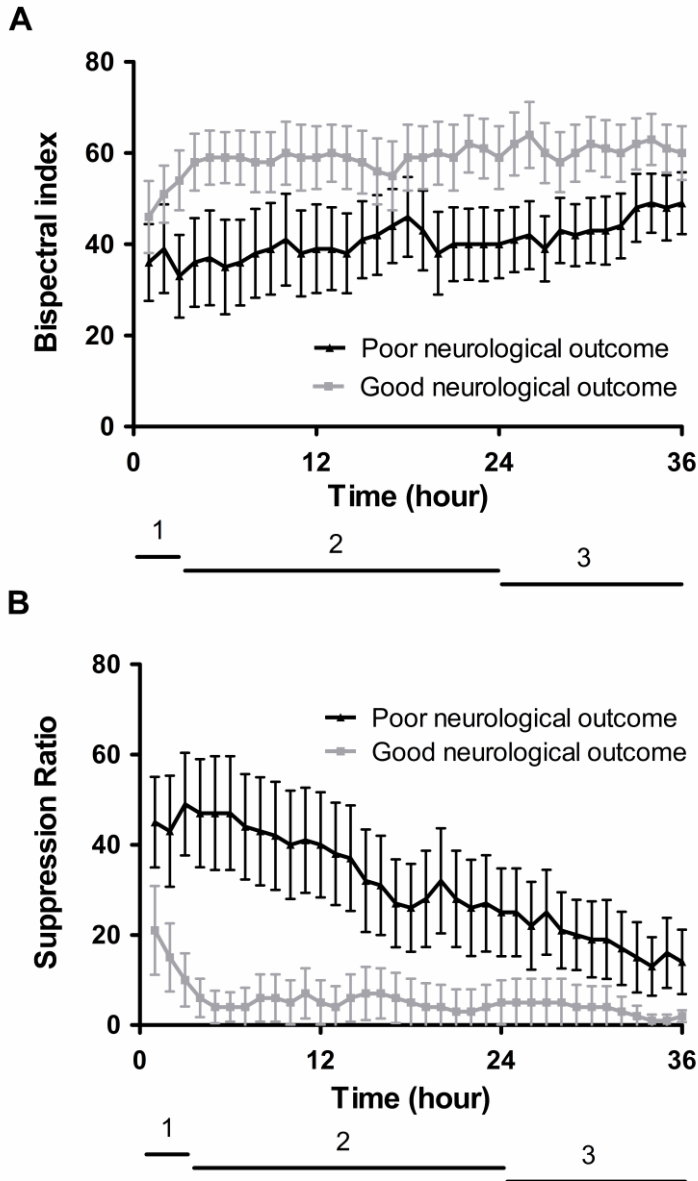 A
80
60
40
20
0
Bispectral index
Poor neurological outcome
Good neurological outcome
0 12 24 36
Time (hour)
1 2 3
B
80
60
40
20
0
Suppression Ratio
Poor neurological outcome
Good neurological outcome
0 12 24 36
Time (hour)
1 2 3